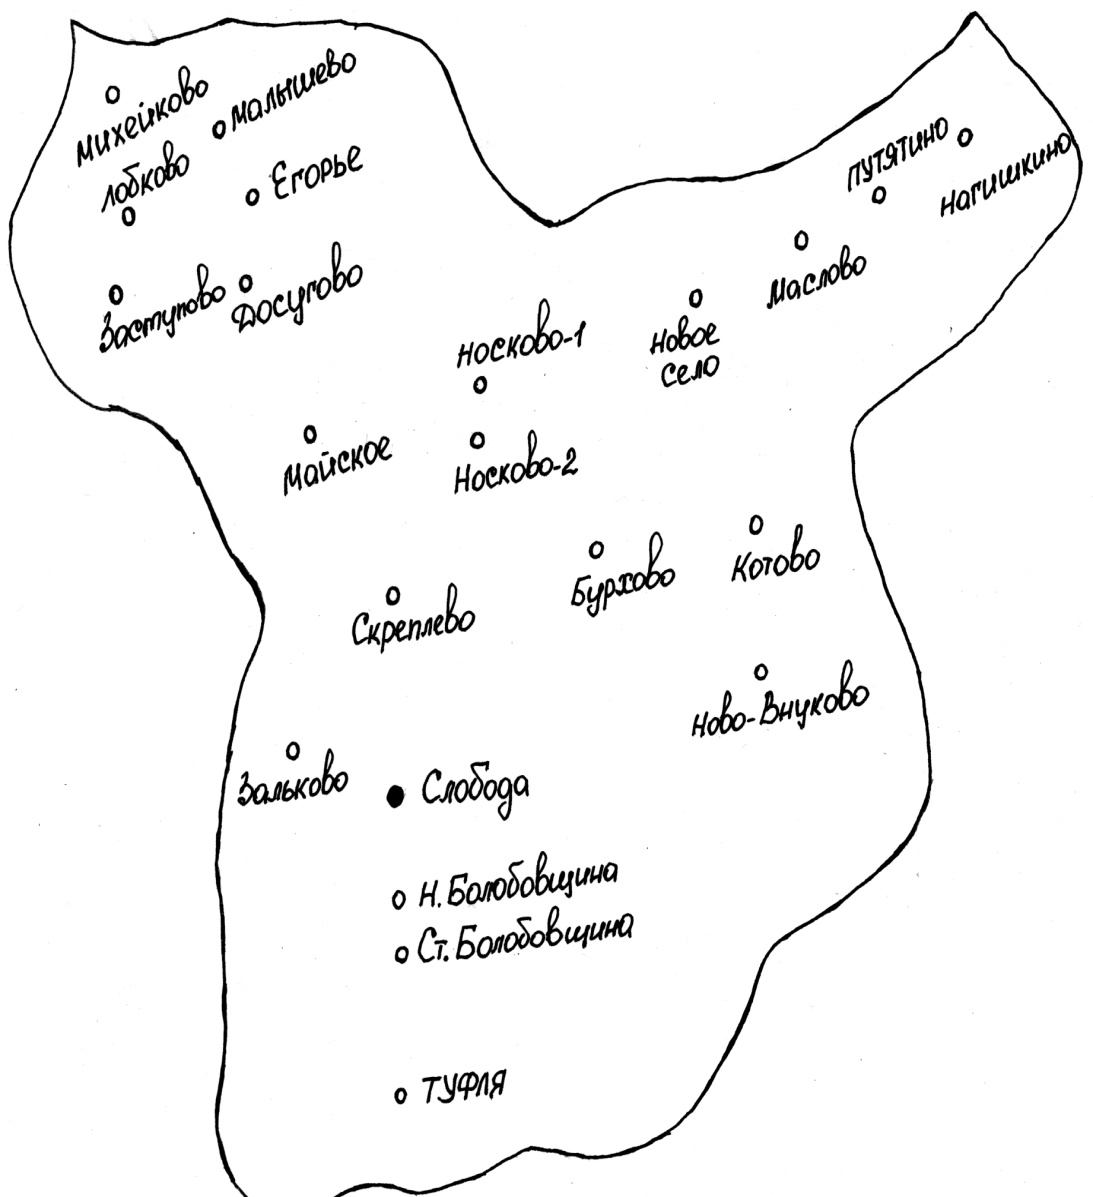 Михейково
Малышево
Лобково
Егорье
Путятино
Нагишкино
Заступово
Досугово
Маслово
Носково-1
Новое
Село
Майское
Носково-2
Бурхово
Котово
Скреплево
Ново-Внуково
Зальково
Слобода
Н. Болобовщина
Ст. Болобовщина
Туфля